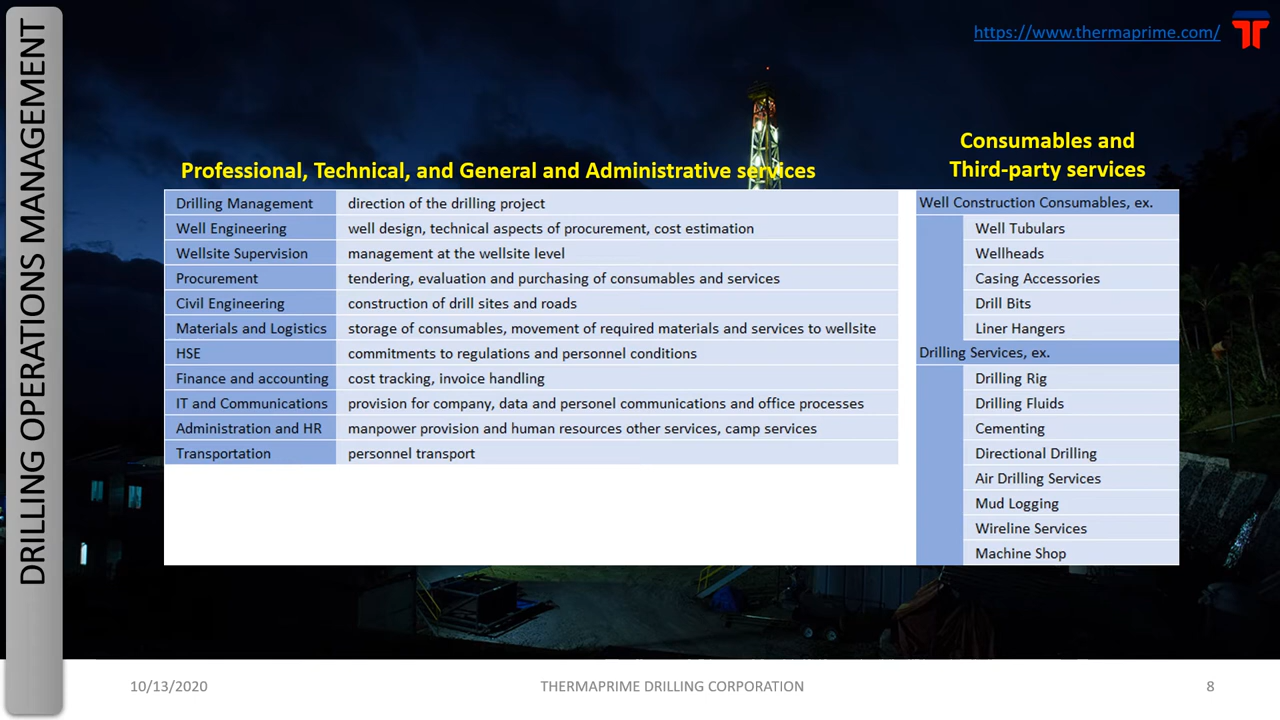 DRILLING OPERATIONS MANAGEMENT
https://www.thermaprime.com/
Professional, Technical, and General and Administrative services
Drilling Management direction of the drilling project
Well Engineering well design, technical aspects of procurement, cost estimation
Wellsite Supervision management at the wellsite level
Procurement tendering, evaluation and purchasing of consumables and services
Civil Engineering construction of drill sites and roads
Materials and Logistics storage of consumables, movement of required materials and services to wellsite
HSE commitments to regulations and personnel conditions
Finance and accounting cost tracking, invoice handling
IT and Communications provision for company, data and personel communications and office processes
Administration and HR manpower provision and human resources other services, camp services
Transportation personnel transport
Consumables and
Third-party services
Well Construction Consumables, ex.
Well Tubulars
Wellheads
Casing Accessories
Drill Bits
Liner Hangers
Drilling Services, ex.
Drilling Rig
Drilling Fluids
Cementing
Directional Drilling
Air Drilling Services
Mud Logging
Wireline Services
Machine Shop
10/13/2020
THERMAPRIME DRILLING CORPORATION
8